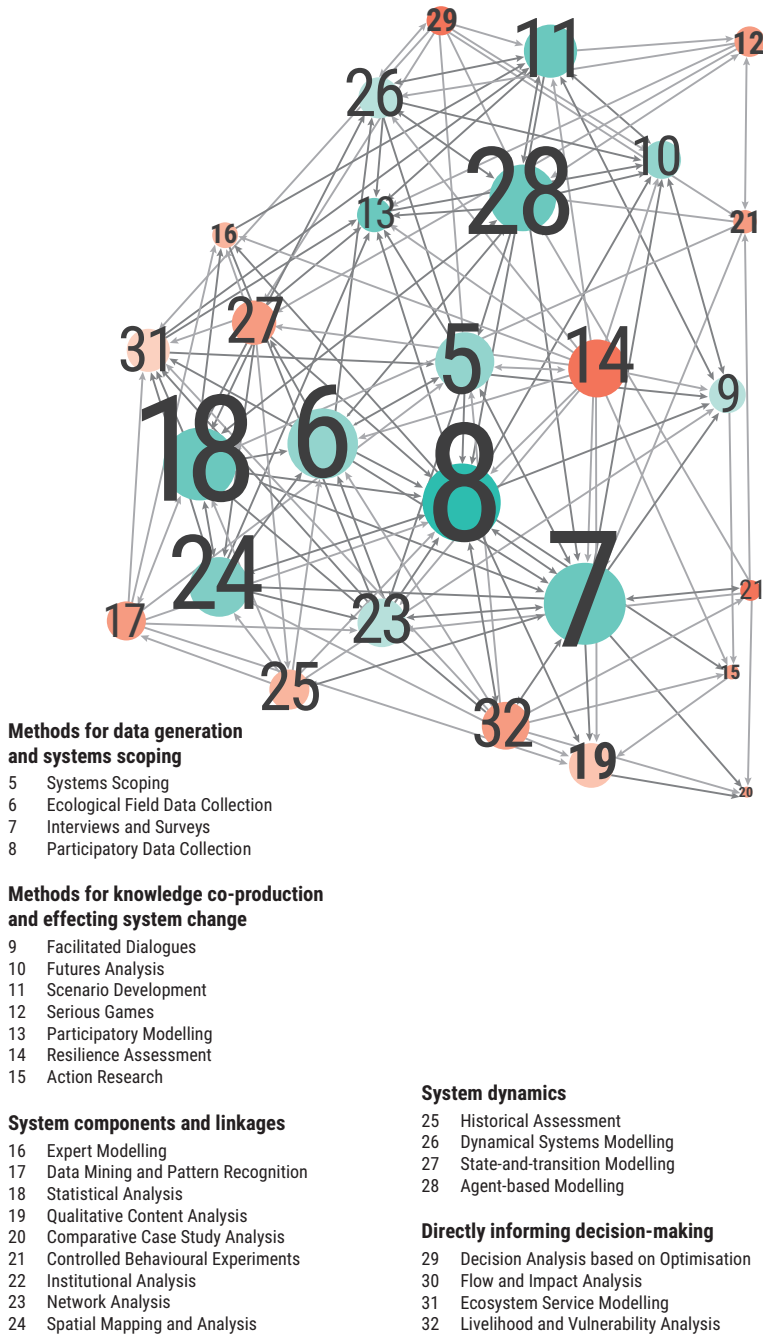 29
11
12
26
10
28
13
21
16
27
31
5
14
9
18
6
8
24
7
21
23
17
15
25
32
19
20
Methods for data generation
and systems scoping
5 Systems Scoping
6 Ecological Field Data Collection
7 Interviews and Surveys
8 Participatory Data Collection
Methods for knowledge co-production
and effecting system change
9 Facilitated Dialogues
10 Futures Analysis
11 Scenario Development
12 Serious Games
13 Participatory Modelling
14 Resilience Assessment
15 Action Research
System components and linkages
16 Expert Modelling
17 Data Mining and Pattern Recognition
18 Statistical Analysis
19 Qualitative Content Analysis
20 Comparative Case Study Analysis
21 Controlled Behavioural Experiments
22 Institutional Analysis
23 Network Analysis
24 Spatial Mapping and Analysis
System dynamics
25 Historical Assessment
26 Dynamical Systems Modelling
27 State-and-transition Modelling
28 Agent-based Modelling
Directly informing decision-making
29 Decision Analysis based on Optimisation
30 Flow and Impact Analysis
31 Ecosystem Service Modelling
32 Livelihood and Vulnerability Analysis